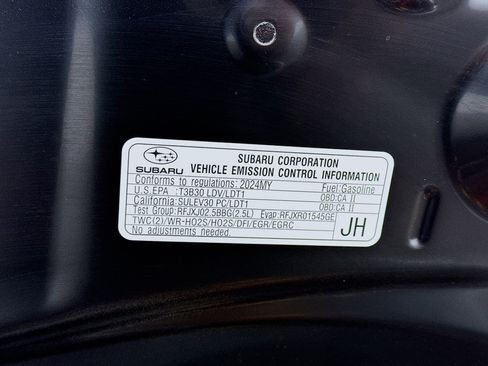 SUBARU CORPORATION
SUBARU VEHICLE EMISSION CONTROL INFORMATION
Conforms to regulations: 2024MY Fuel:Gasoline
U.S.EPA :T3B30 LDV/LDT1 OBD:CA II
California: SULEV30 PC/LDT1 OBD:CA II
Test Group:RFJXJ02.5BBG(2.5L) Evap:RFJXR01545GE
TWC(2)/WR-HO2S/HO2S/DFI/EGR/EGRC
No adjustments needed.
JH